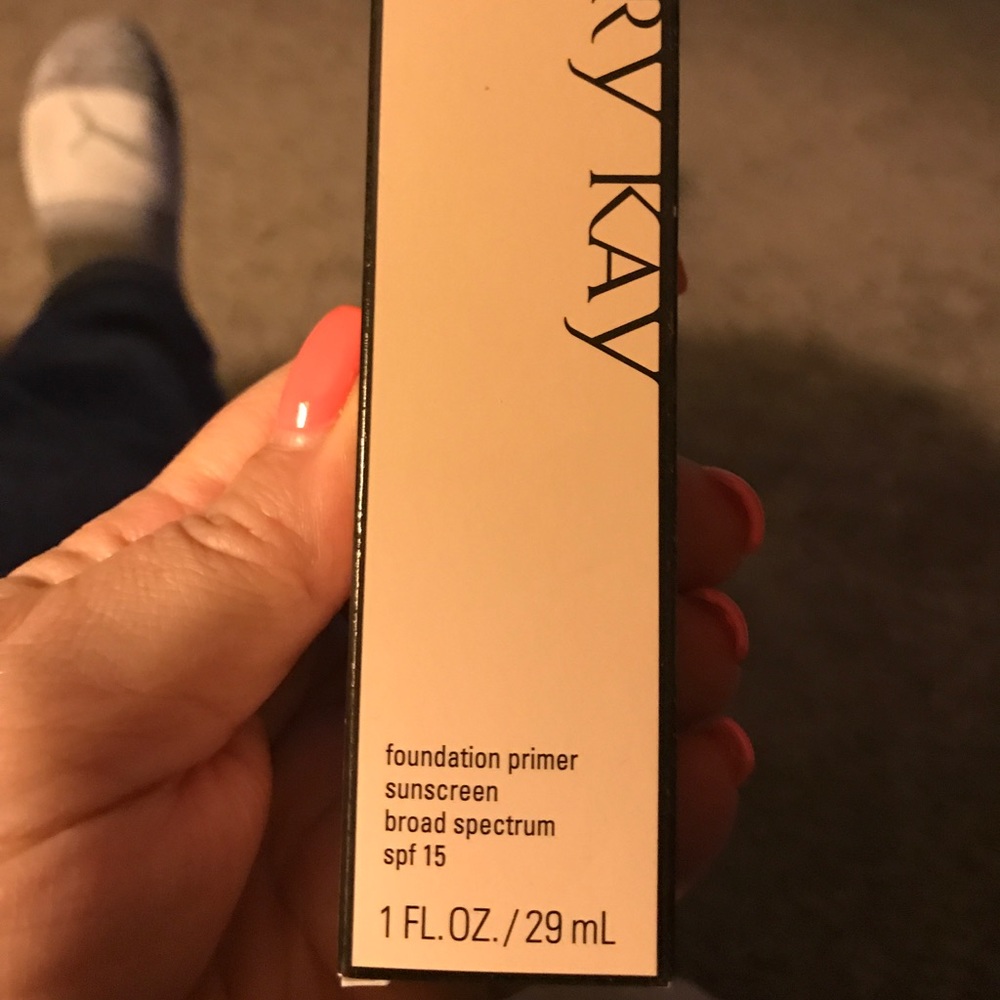 RY KAY
foundation primer
sunscreen
broad spectrum
spf 15
1 FL.OZ. / 29 mL